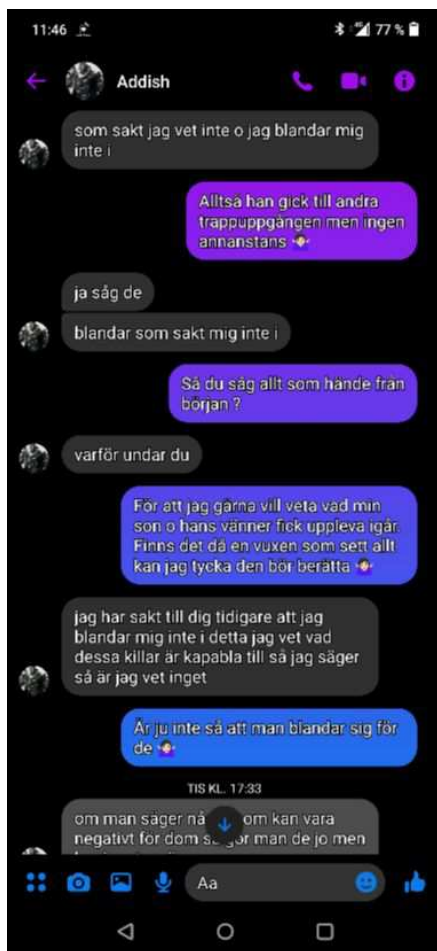 11:46
77 %
Addish
som sakt jag vet inte o jag blandar mig
inte i
Alltså han gick till andra
trappuppgången men ingen
annanstans 🤷🏻‍♀️
ja såg de
blandar som sakt mig inte i
Så du såg allt som hände från
början ?
varför undar du
För att jag gärna vill veta vad min
son o hans vänner fick uppleva igår.
Finns det då en vuxen som sett allt
kan jag tycka den bör berätta 🤷🏻‍♀️
jag har sakt till dig tidigare att jag
blandar mig inte i detta jag vet vad
dessa killar är kapabla till så jag säger
så är jag vet inget
Är ju inte så att man blandar sig för
de 🤷🏻‍♀️
TIS KL. 17:33
om man säger om kan vara
negativt för dom man de jo men
Aa